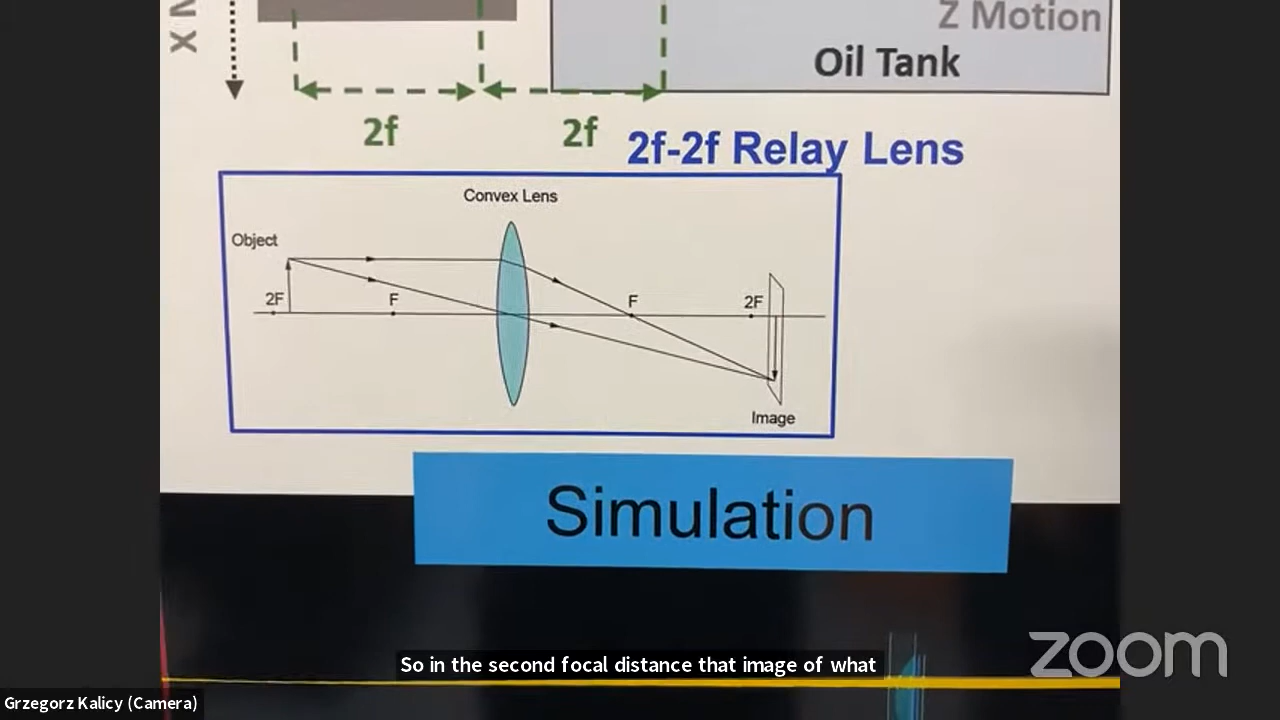 X
Z Motion
Oil Tank
2f
2f
2f-2f Relay Lens
Convex Lens
Object
2F
F
F
2F
Image
Simulation
So in the second focal distance that image of what
zoom
Grzegorz Kalicy (Camera)